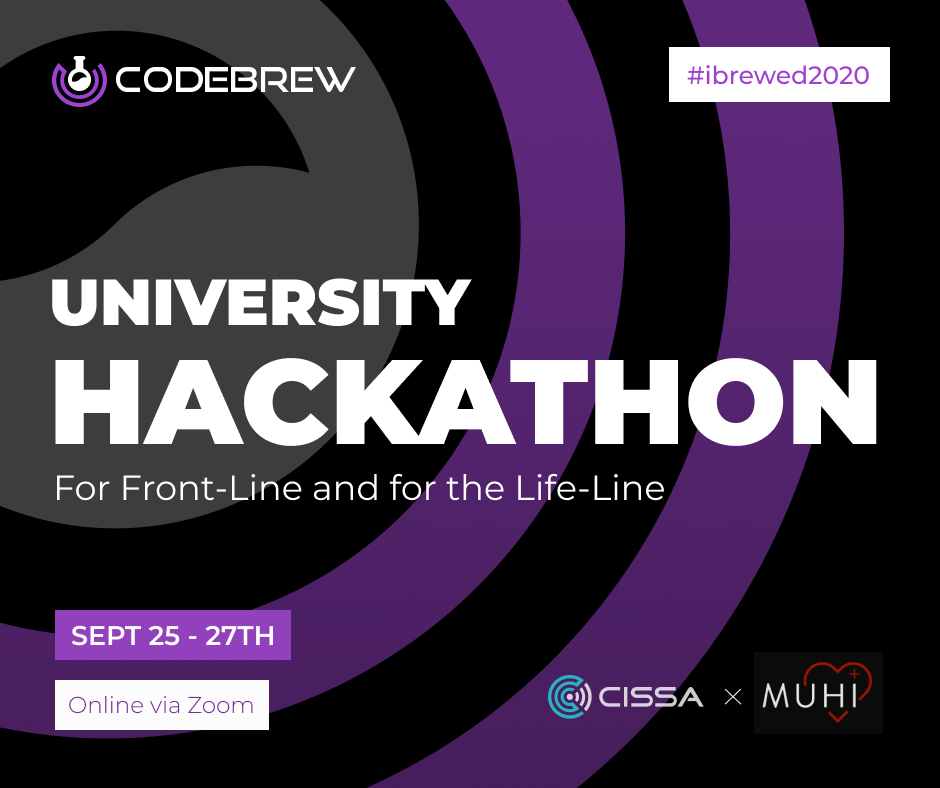 CODEBREW
#ibrewed2020
UNIVERSITY
HACKATHON
For Front-Line and for the Life-Line
SEPT 25 - 27TH
Online via Zoom
CISSA × MUHI